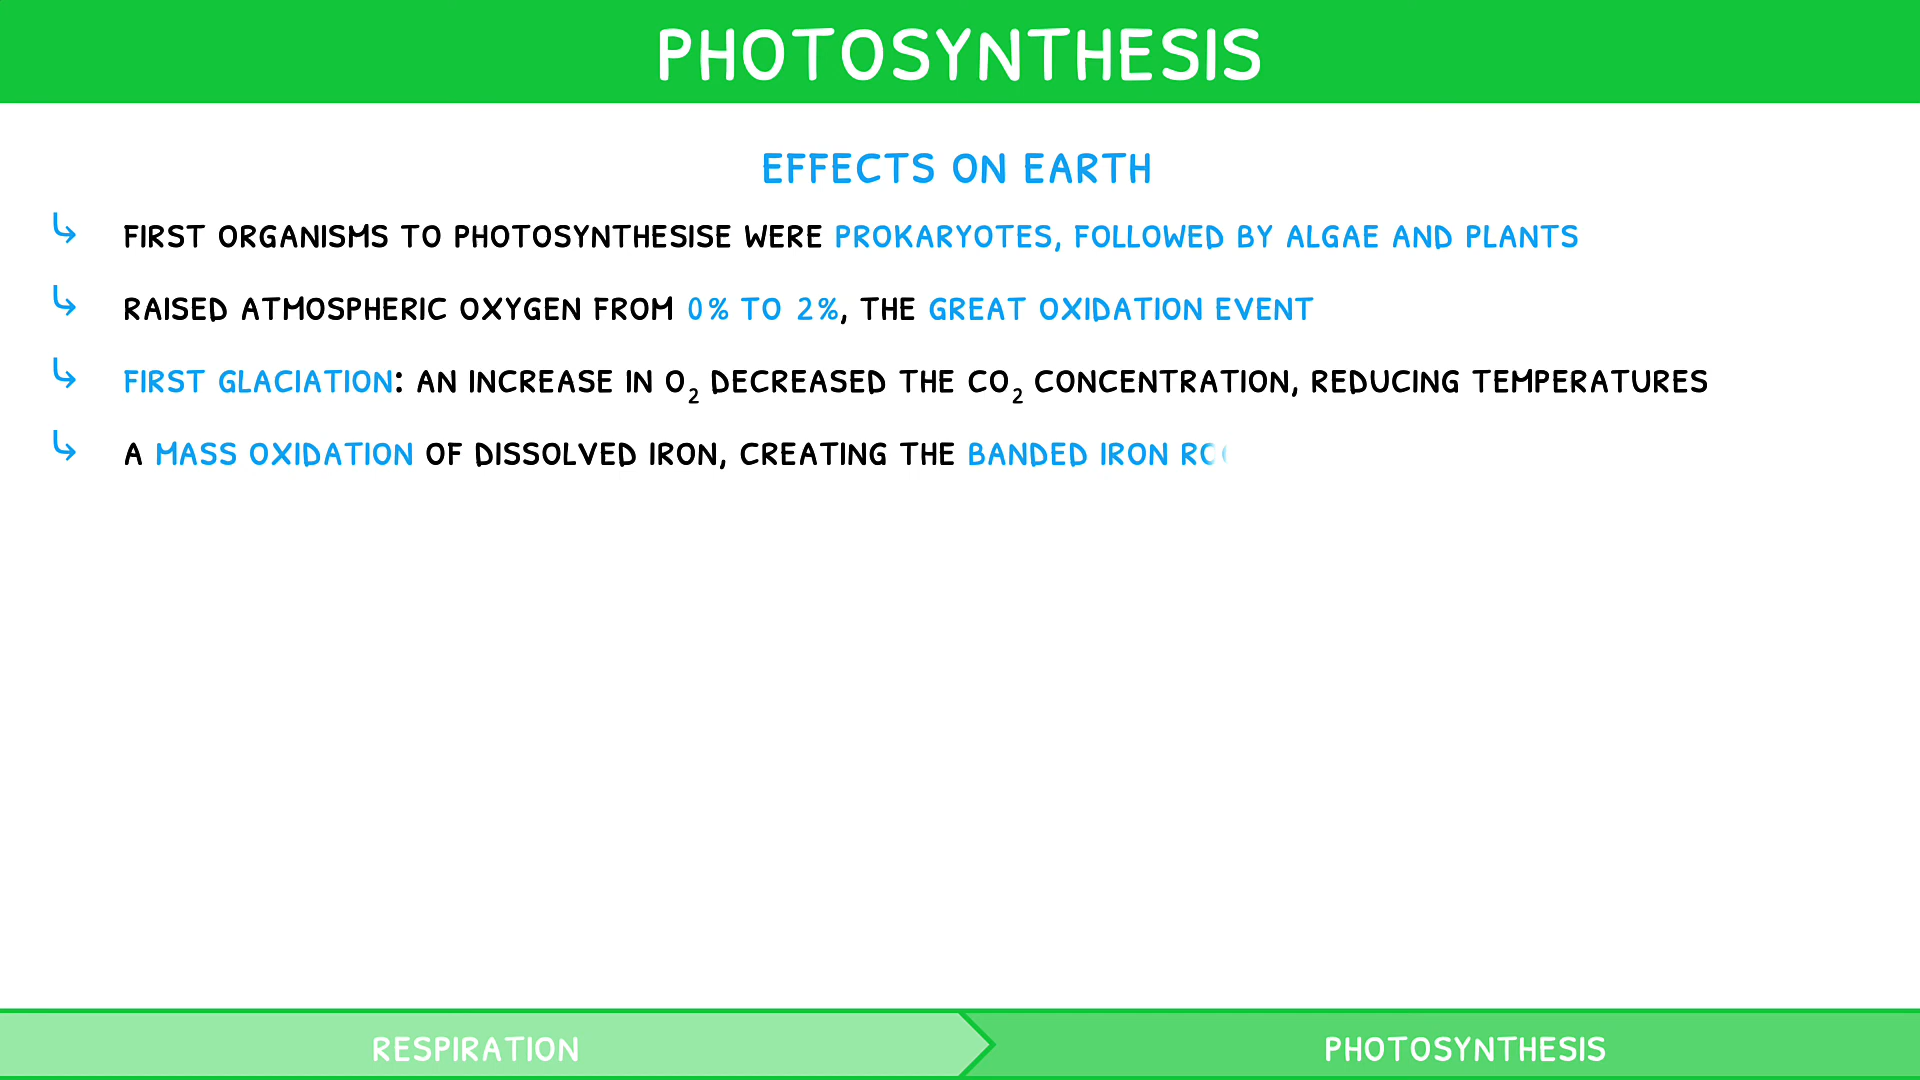 PHOTOSYNTHESIS
EFFECTS ON EARTH
↳ FIRST ORGANISMS TO PHOTOSYNTHESISE WERE PROKARYOTES, FOLLOWED BY ALGAE AND PLANTS
↳ RAISED ATMOSPHERIC OXYGEN FROM 0% TO 2%, THE GREAT OXIDATION EVENT
↳ FIRST GLACIATION: AN INCREASE IN O₂ DECREASED THE CO₂ CONCENTRATION, REDUCING TEMPERATURES
↳ A MASS OXIDATION OF DISSOLVED IRON, CREATING THE BANDED IRON
RESPIRATION
PHOTOSYNTHESIS